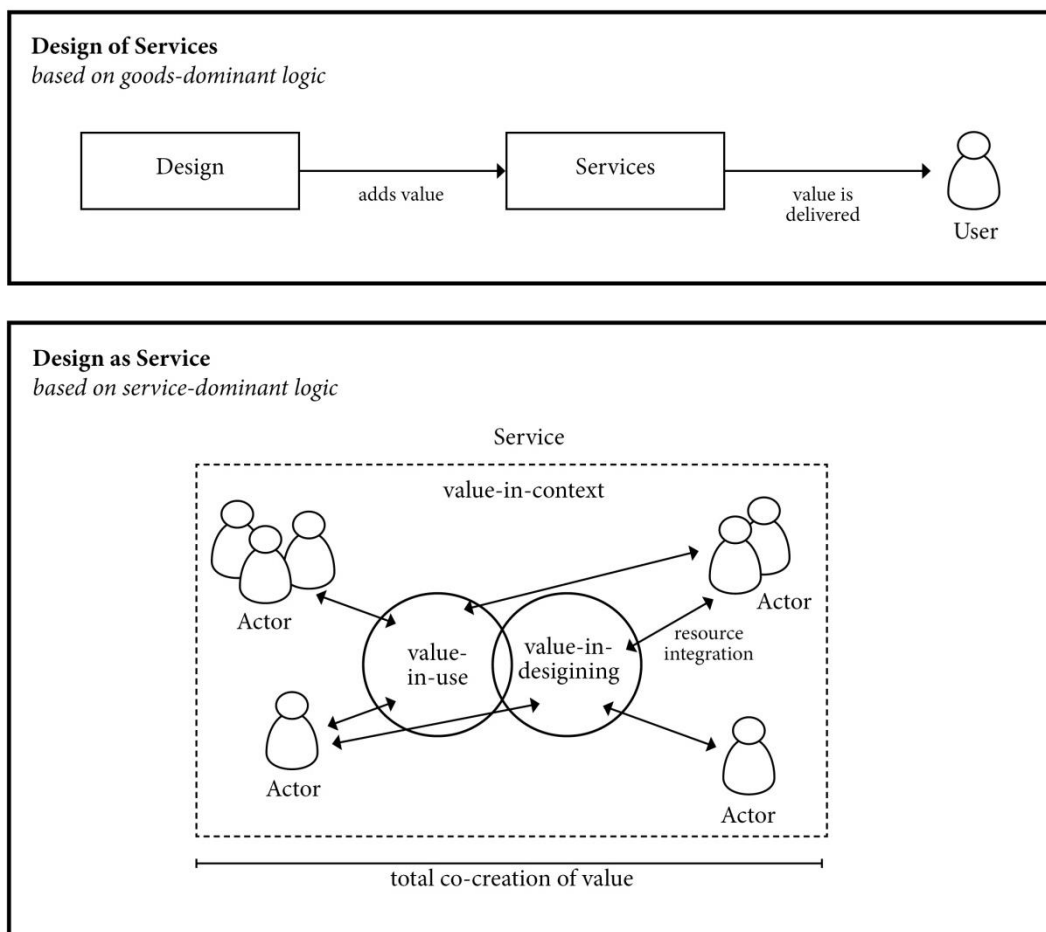 Design of Services
based on goods-dominant logic
Design
adds value
Services
value is
delivered
User
Design as Service
based on service-dominant logic
Service
value-in-context
Actor
Actor
value-
in-use
value-in-
desigining
resource
integration
Actor
Actor
total co-creation of value